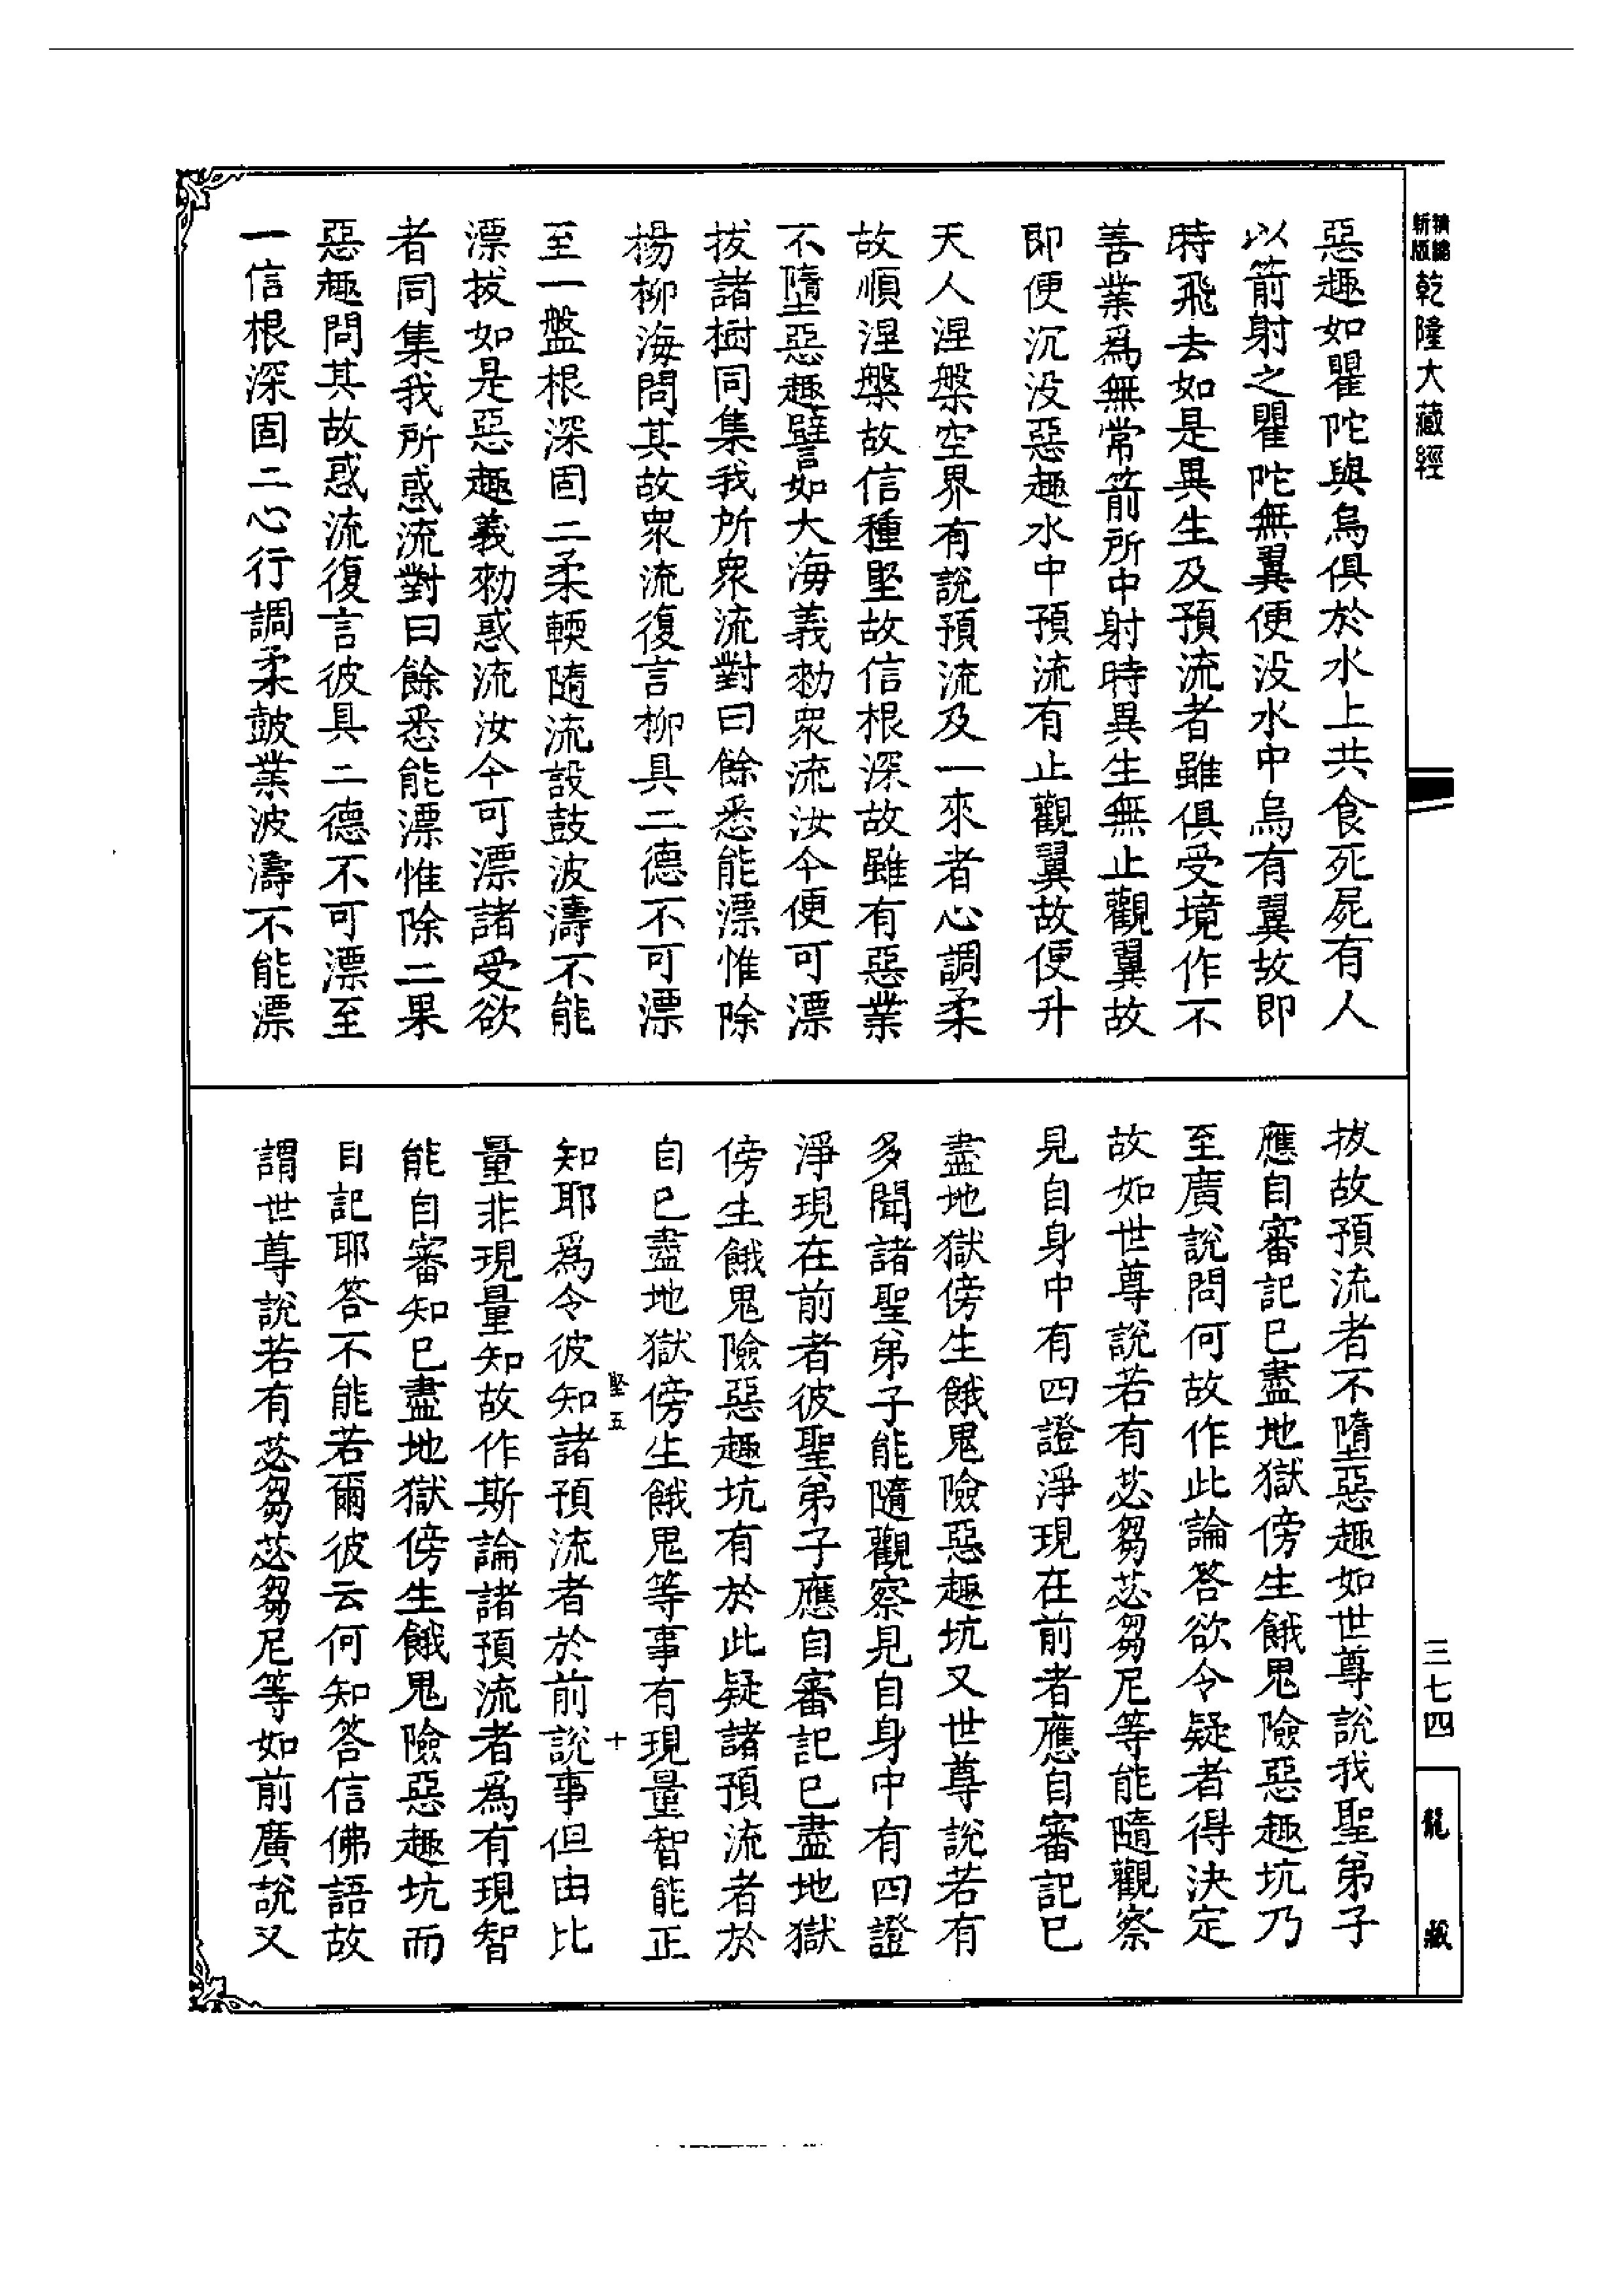 精縮新版乾隆大藏經
惡趣如瞿陀與烏俱於水上共食死屍有人
以箭射之瞿陀無翼便没水中烏有翼故即
時飛去如是異生及預流者雖俱受境作不
善業爲無常箭所中射時異生無止觀翼故
即便沉没惡趣水中預流有止觀翼故便升
天人涅槃空界有說預流及一來者心調柔
故順涅槃故信種堅故信根深故雖有惡業
不墮惡趣譬如大海義勑衆流汝今便可漂
拔諸樹同集我所衆流對曰餘悉能漂惟除
楊柳海問其故衆流復言柳具二德不可漂
至一盤根深固二柔輭隨流設鼓波濤不能
漂拔如是惡趣義勑惑流汝今可漂諸受欲
者同集我所惑流對曰餘悉能漂惟除二果
惡趣問其故惑流復言彼具二德不可漂至
一信根深固二心行調柔鼓業波濤不能漂
拔故預流者不墮惡趣如世尊說我聖弟子
應自審記已盡地獄傍生餓鬼險惡趣坑乃
至廣說問何故作此論答欲令疑者得決定
故如世尊說若有苾芻苾芻尼等能隨觀察
見自身中有四證淨現在前者應自審記已
盡地獄傍生餓鬼險惡趣坑又世尊說若有
多聞諸聖弟子能隨觀察見自身中有四證
淨現在前者彼聖弟子應自審記已盡地獄
傍生餓鬼險惡趣坑有於此疑諸預流者於
自已盡地獄傍生餓鬼等事有現量智能正
堅五 十
知耶爲令彼知諸預流者於前說事但由比
量非現量知故作斯論諸預流者爲有現智
能自審知已盡地獄傍生餓鬼險惡趣坑而
自記耶答不能若爾彼云何知答信佛語故
謂世尊說若有苾芻苾芻尼等如前廣說又
三七四
龍藏